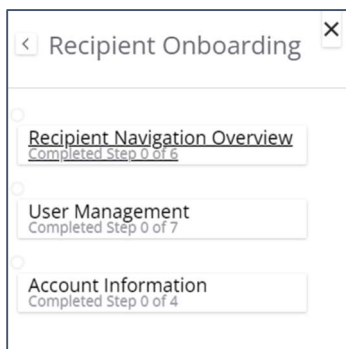 Recipient Onboarding
Recipient Navigation Overview
Completed Step 0 of 6
User Management
Completed Step 0 of 7
Account Information
Completed Step 0 of 4